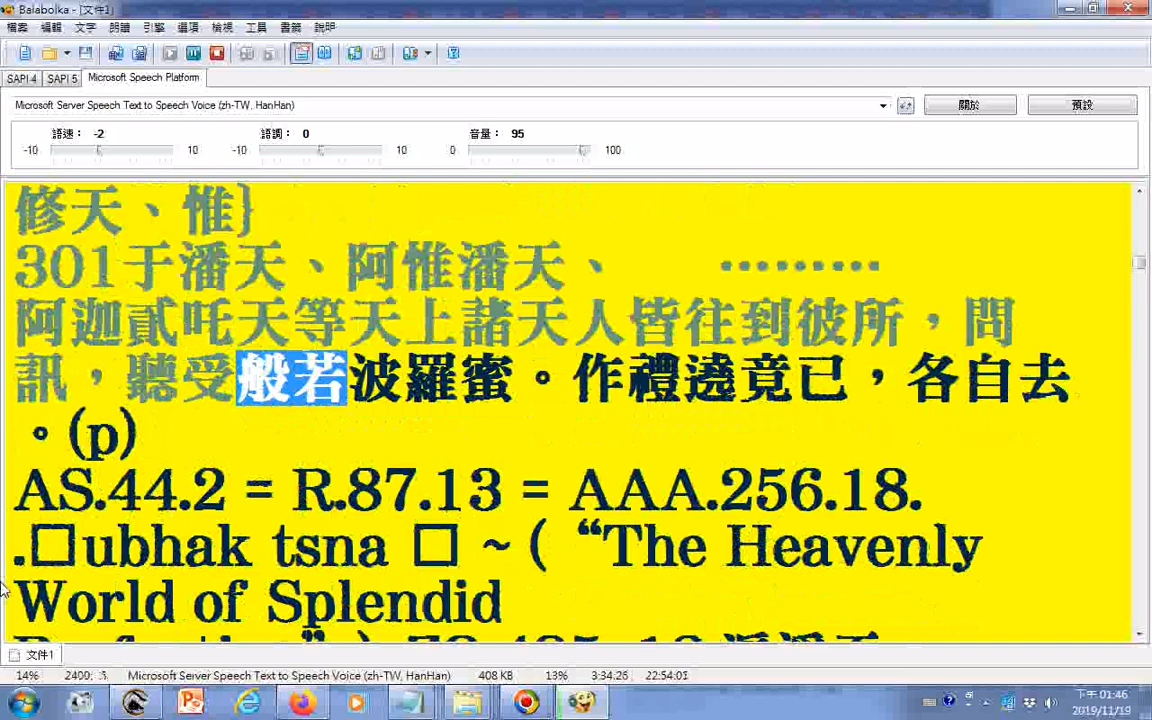 Balabolka - [文件1]
檔案 編輯 文字 朗讀 引擎 選項 檢視 工具 書籤 說明
SAPI 4 SAPI 5 Microsoft Speech Platform
Microsoft Server Speech Text to Speech Voice (zh-TW, HanHan) 關於 預設
語速： -2 語調： 0 音量： 95
-10 10 -10 10 0 100
修天、惟}
301于潘天、阿惟潘天、 ………
阿迦貳吒天等天上諸天人皆往到彼所，問
訊，聽受般若波羅蜜。作禮遶竟已，各自去
。(p)
AS.44.2 = R.87.13 = AAA.256.18.
.□ubhak tsna □ ~ ( “The Heavenly
World of Splendid
文件1
14% Microsoft Server Speech Text to Speech Voice (zh-TW, HanHan) 408 KB 13% 3:34:26 22:54:01
下午 01:46
2019/11/19